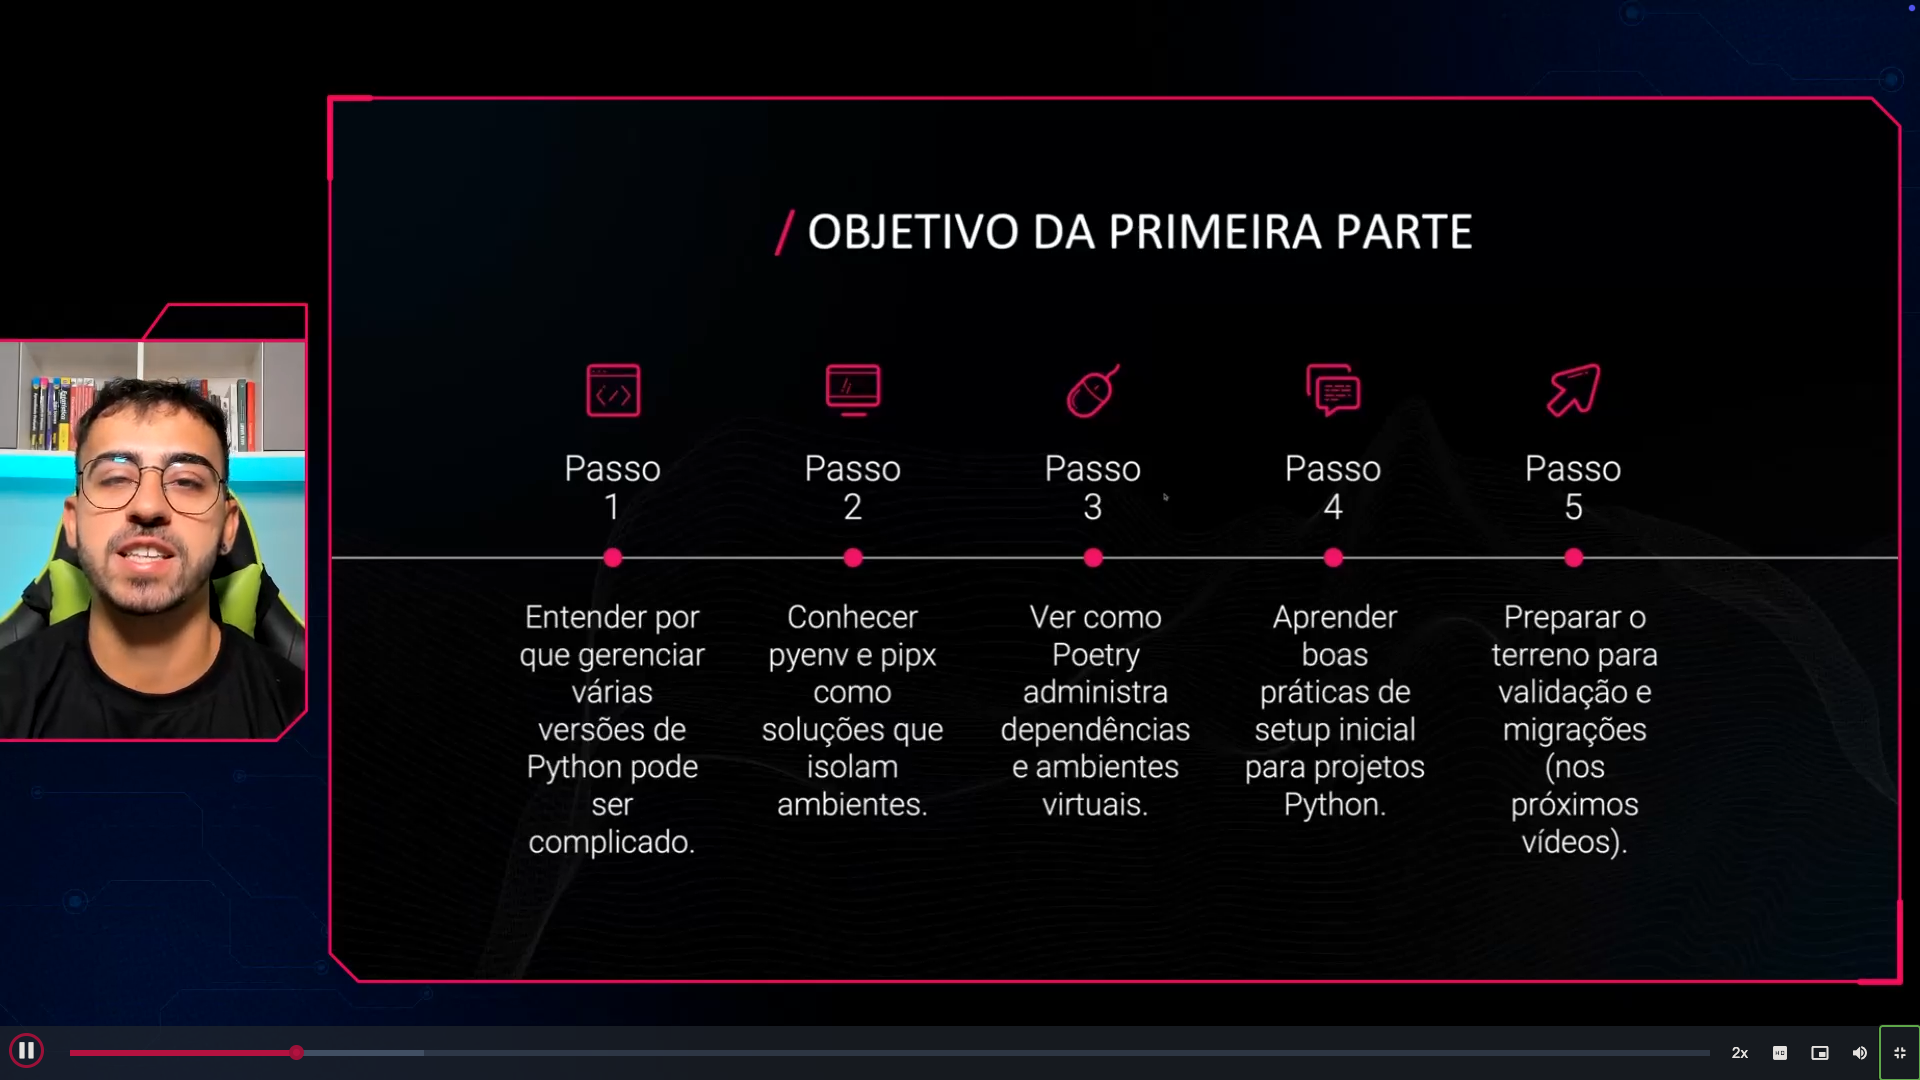 / OBJETIVO DA PRIMEIRA PARTE
Passo
1
Entender por
que gerenciar
várias
versões de
Python pode
ser
complicado.
Passo
2
Conhecer
pyenv e pipx
como
soluções que
isolam
ambientes.
Passo
3
Ver como
Poetry
administra
dependências
e ambientes
virtuais.
Passo
4
Aprender
boas
práticas de
setup inicial
para projetos
Python.
Passo
5
Preparar o
terreno para
validação e
migrações
(nos
próximos
vídeos).
2x